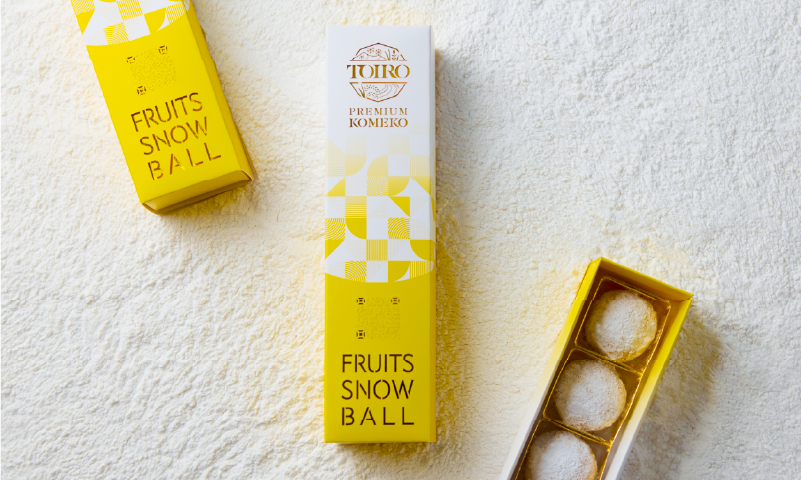 FRUITS
SNOW
BALL
TOIRO
PREMIUM
KOMEKO
FRUITS
SNOW
BALL